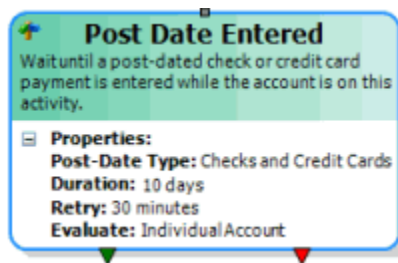 Post Date Entered
Wait until a post-dated check or credit card
payment is entered while the account is on this
activity.
Properties:
Post-Date Type: Checks and Credit Cards
Duration: 10 days
Retry: 30 minutes
Evaluate: Individual Account